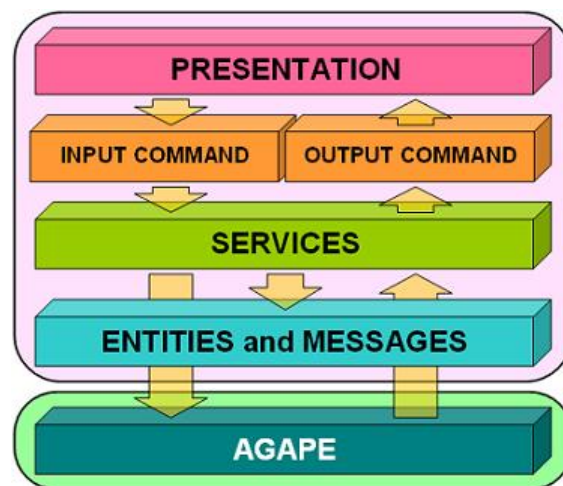 PRESENTATION
INPUT COMMAND
OUTPUT COMMAND
SERVICES
ENTITIES and MESSAGES
AGAPE